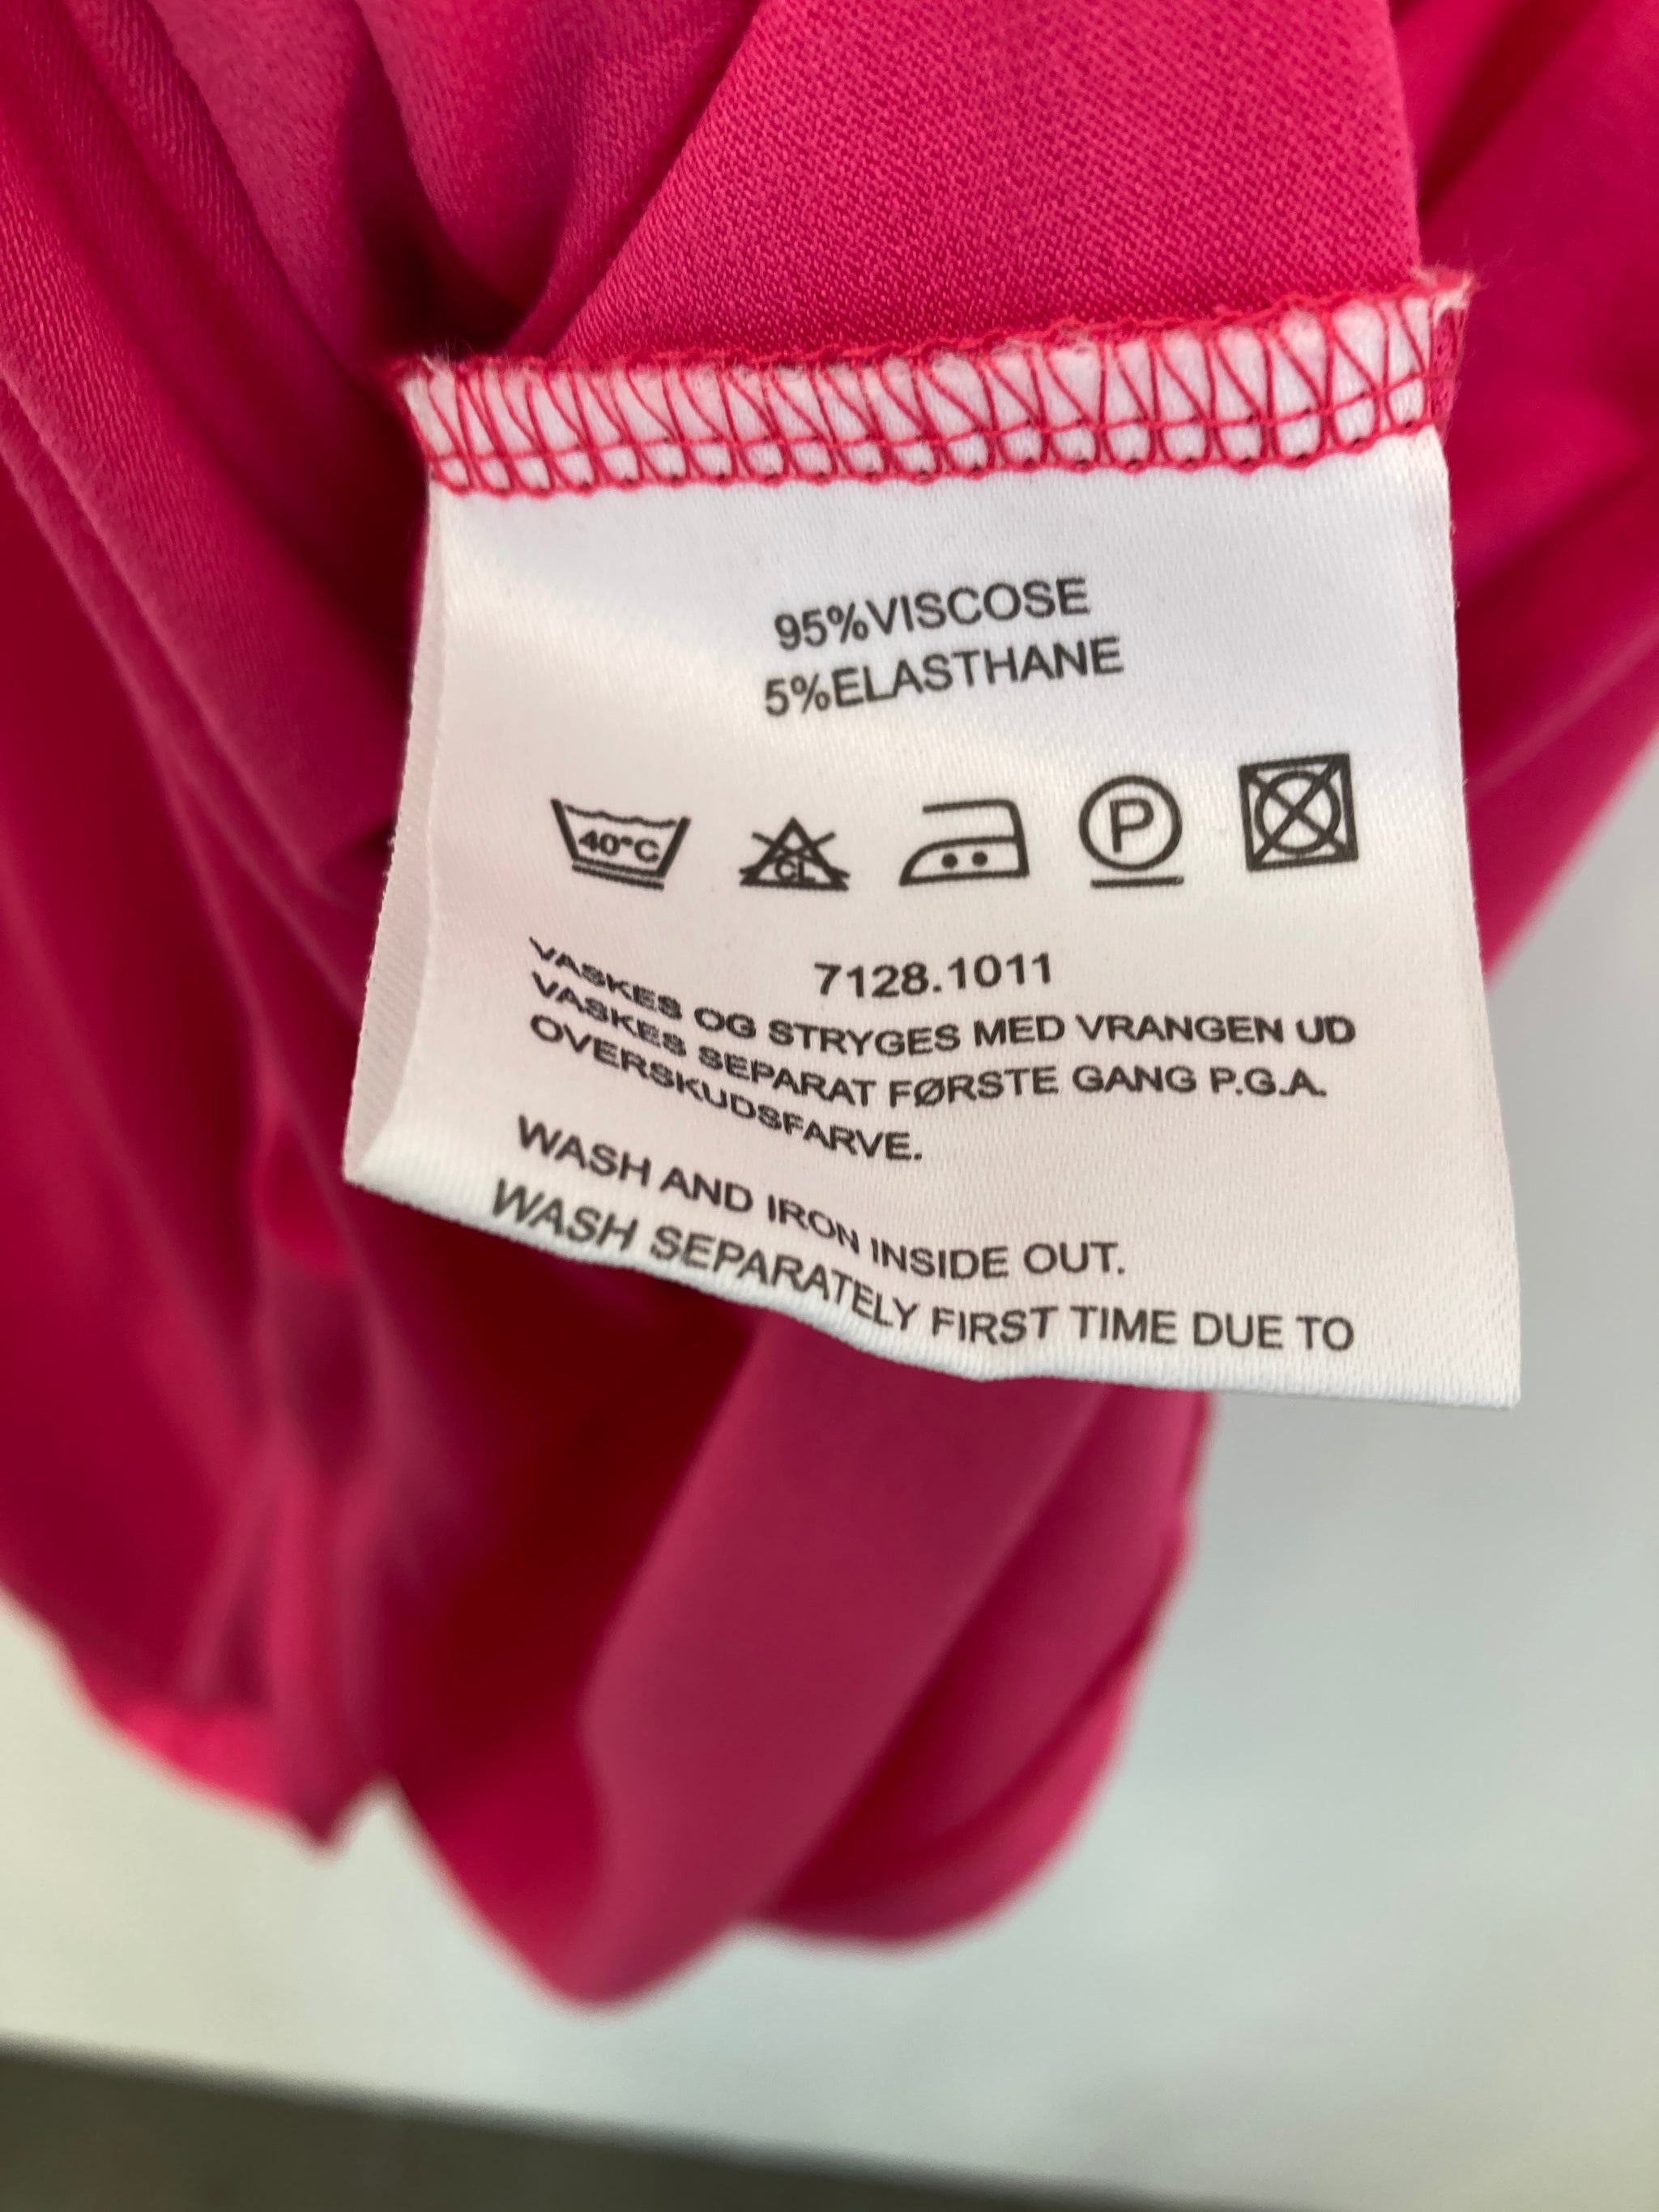 95%VISCOSE
5%ELASTHANE
40°C CL P
7128.1011
VASKES OG STRYGES MED VRANGEN UD
VASKES SEPARAT FØRSTE GANG P.G.A.
OVERSKUDSFARVE.
WASH AND IRON INSIDE OUT.
WASH SEPARATELY FIRST TIME DUE TO